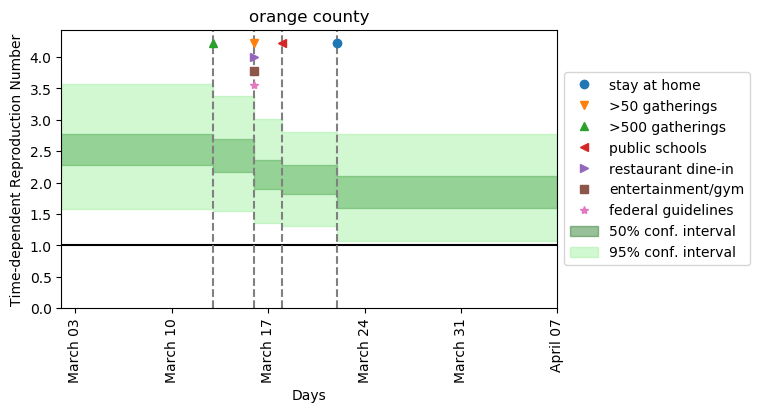 orange county
Time-dependent Reproduction Number
4.0
3.5
3.0
2.5
2.0
1.5
1.0
0.5
0.0
March 03
March 10
March 17
March 24
March 31
April 07
Days
stay at home
>50 gatherings
>500 gatherings
public schools
restaurant dine-in
entertainment/gym
federal guidelines
50% conf. interval
95% conf. interval